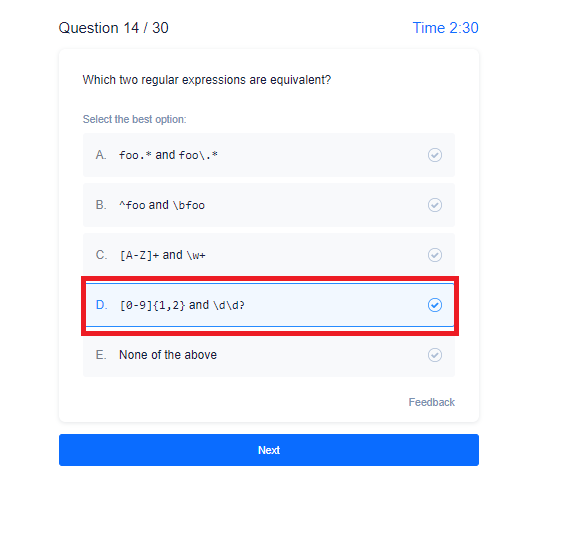 Question 14 / 30
Time 2:30
Which two regular expressions are equivalent?
Select the best option:
A. foo.* and foo\.*
B. ^foo and \bfoo
C. [A-Z]+ and \w+
D. [0-9]{1,2} and \d\d?
E. None of the above
Feedback
Next